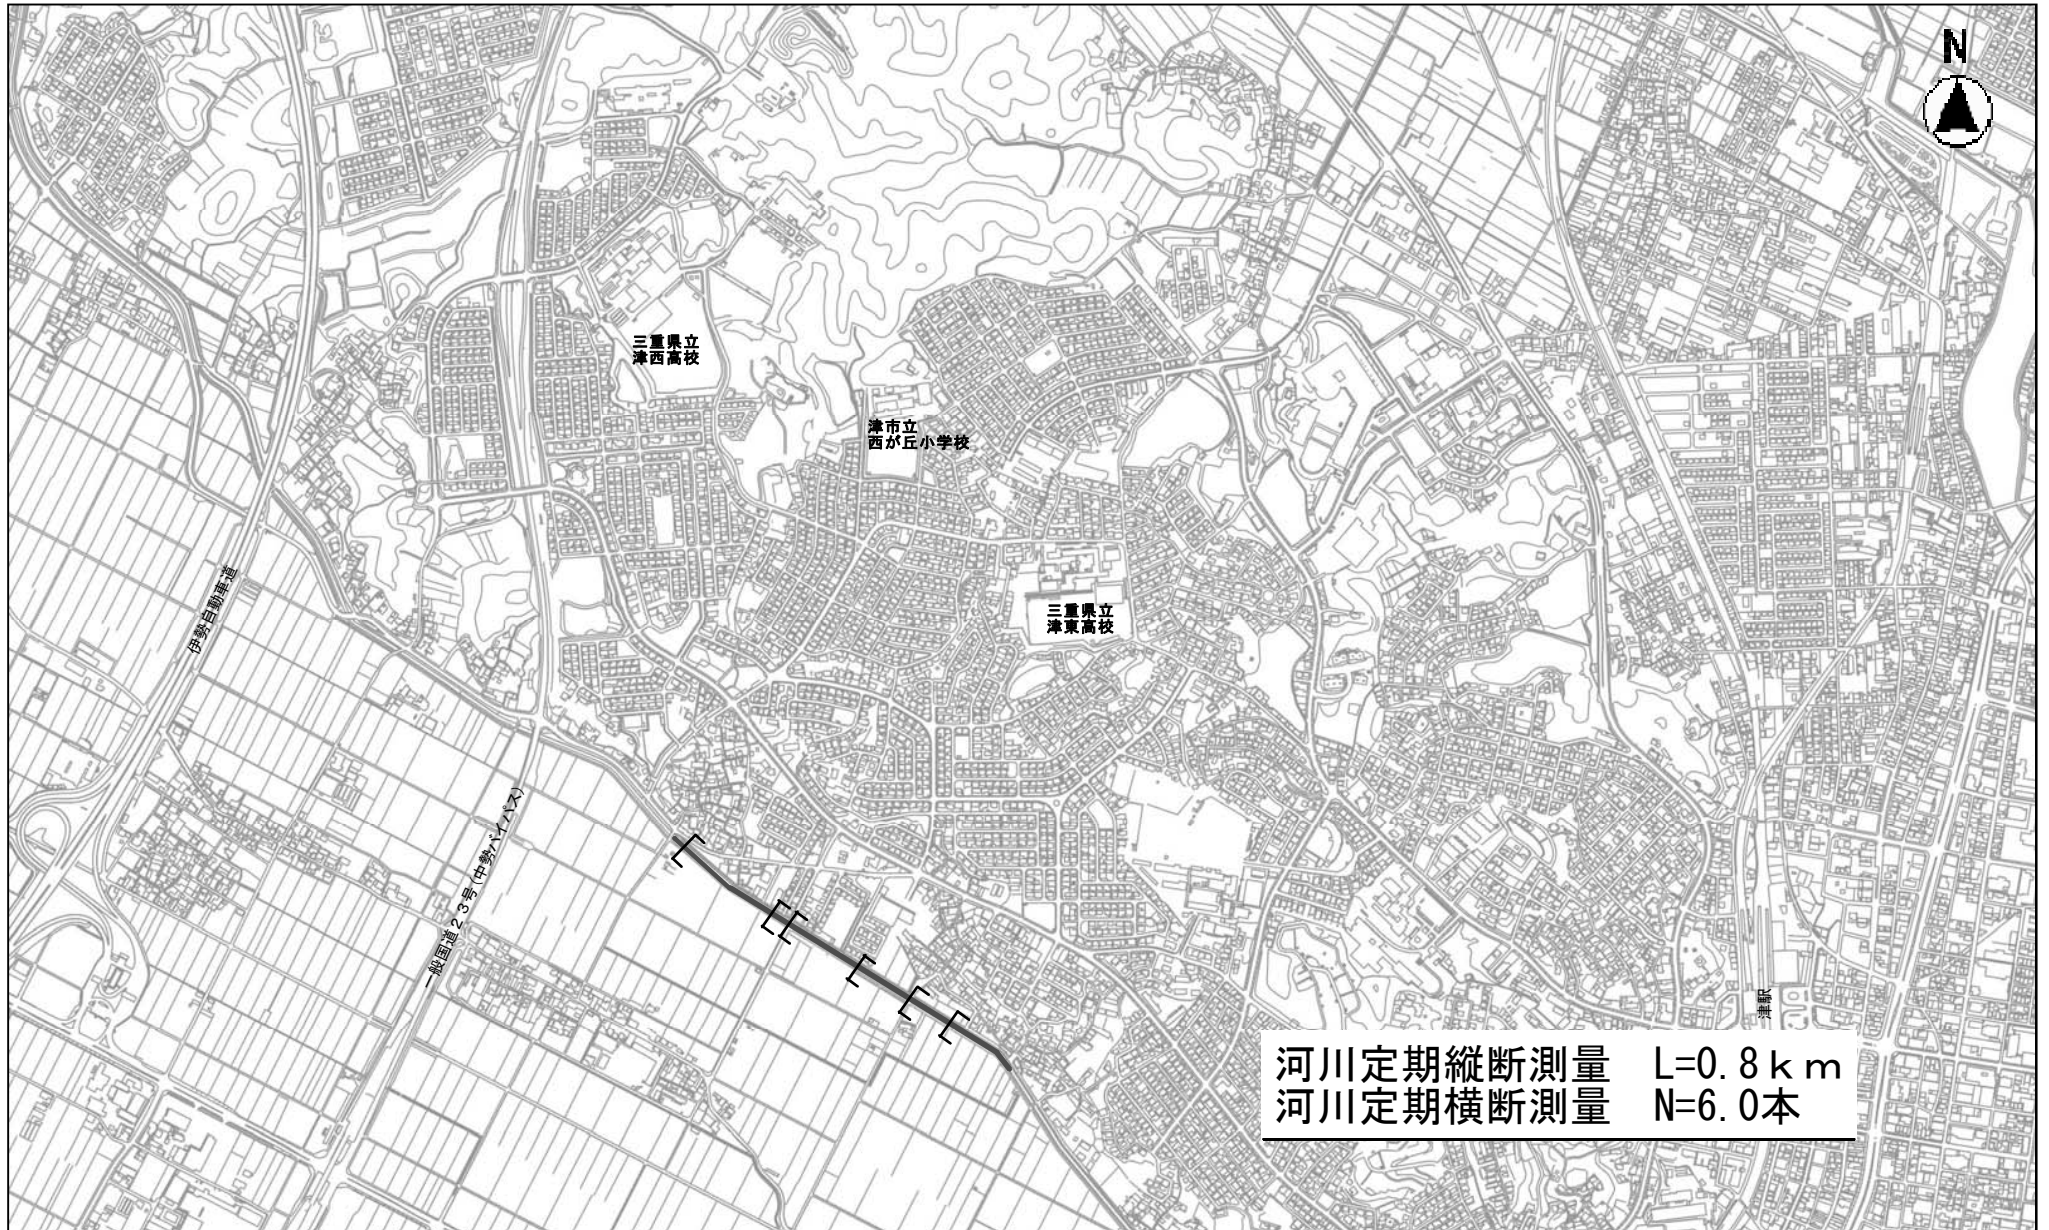 N
三重県立
津西高校
津市立
西が丘小学校
伊勢自動車道
三重県立
津東高校
一般国道23号(中勢バイパス)
津駅
河川定期縦断測量 L=0.8km
河川定期横断測量 N=6.0本